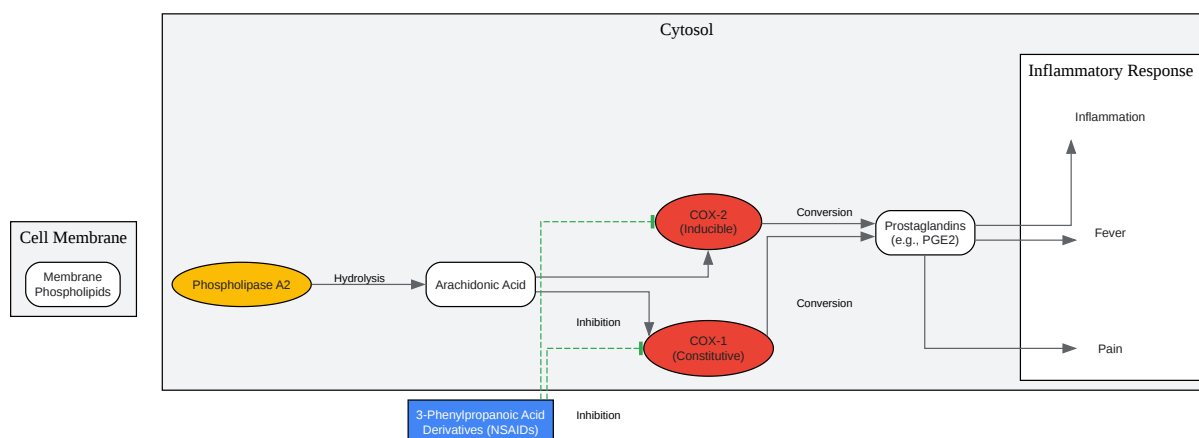 Cytosol
Inflammatory Response
Inflammation
COX-2
(Inducible)
Conversion
Prostaglandins
(e.g., PGE2)
Fever
Cell Membrane
Membrane
Phospholipids
Phospholipase A2
Hydrolysis
Arachidonic Acid
Conversion
Inhibition
COX-1
(Constitutive)
Pain
3-Phenylpropanoic Acid
Derivatives (NSAIDs)
Inhibition